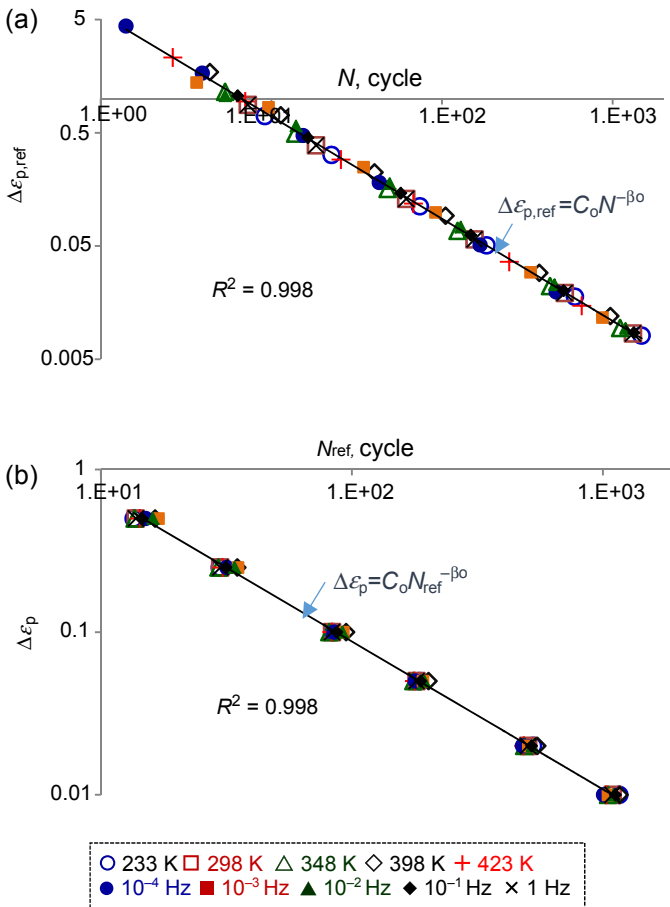 (a)
5
N, cycle
1.E+00
1.E+02
1.E+03
0.5
Δεp,ref
Δεp,ref=CoN−βo
0.05
R2 = 0.998
0.005
Nref, cycle
(b)
1
1.E+01
1.E+02
1.E+03
Δεp=CoNref−βo
0.1
Δεp
R2 = 0.998
0.01
233 K 298 K 348 K 398 K 423 K
10−4 Hz 10−3 Hz 10−2 Hz 10−1 Hz 1 Hz